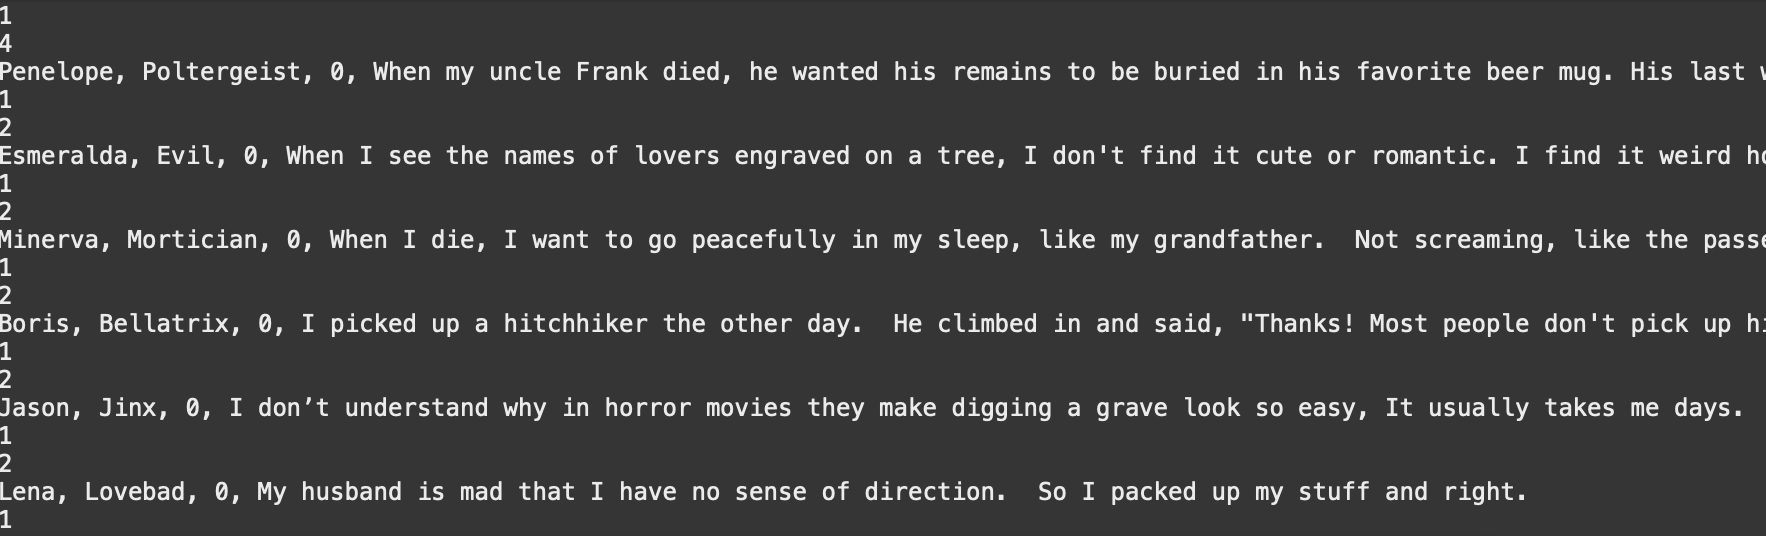 1
4
Penelope, Poltergeist, 0, When my uncle Frank died, he wanted his remains to be buried in his favorite beer mug. His last
1
2
Esmeralda, Evil, 0, When I see the names of lovers engraved on a tree, I don't find it cute or romantic. I find it weird
1
2
Minerva, Mortician, 0, When I die, I want to go peacefully in my sleep, like my grandfather.  Not screaming, like the
1
2
Boris, Bellatrix, 0, I picked up a hitchhiker the other day.  He climbed in and said, "Thanks! Most people don't pick up
1
2
Jason, Jinx, 0, I don’t understand why in horror movies they make digging a grave look so easy, It usually takes me days.
1
2
Lena, Lovebad, 0, My husband is mad that I have no sense of direction.  So I packed up my stuff and right.
1